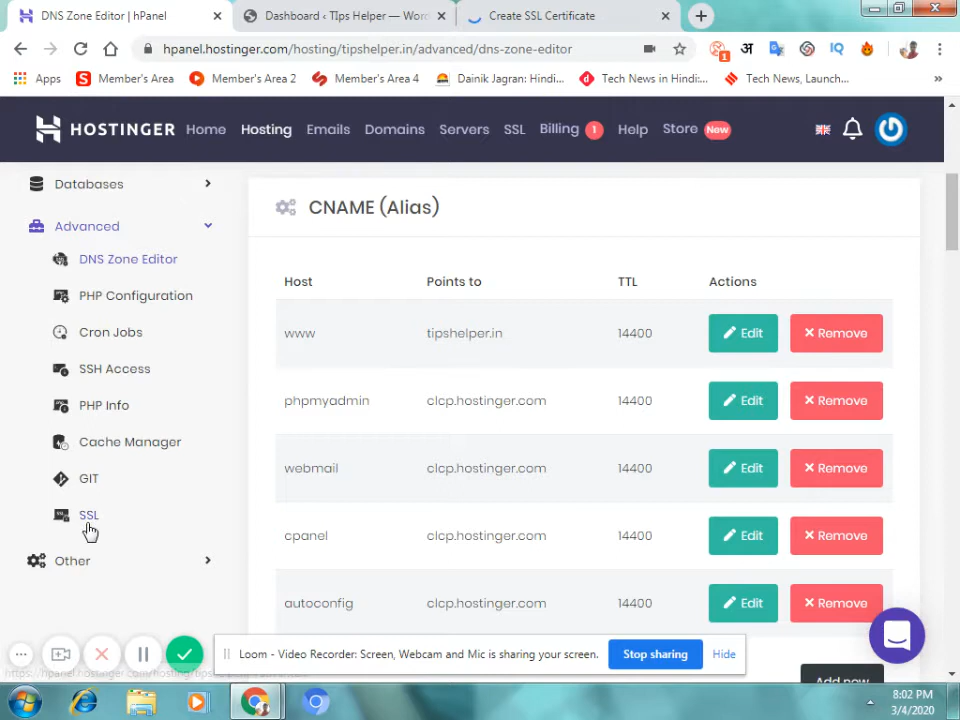 DNS Zone Editor | hPanel
Dashboard ‹ TIps Helper — Word
Create SSL Certificate
hpanel.hostinger.com/hosting/tipshelper.in/advanced/dns-zone-editor
1
अ
IQ
Apps
S
Member's Area
Member's Area 2
Member's Area 4
Dainik Jagran: Hindi...
Tech News in Hindi:...
Tech News, Launch...
»
HOSTINGER
Home
Hosting
Emails
Domains
Servers
SSL
Billing 1
Help
Store New
Databases
Advanced
DNS Zone Editor
PHP Configuration
Cron Jobs
SSH Access
PHP Info
Cache Manager
GIT
SSL
Other
CNAME (Alias)
Host Points to TTL Actions
www tipshelper.in 14400 Edit Remove
phpmyadmin clcp.hostinger.com 14400 Edit Remove
webmail clcp.hostinger.com 14400 Edit Remove
cpanel clcp.hostinger.com 14400 Edit Remove
autoconfig clcp.hostinger.com 14400 Edit Remove
Add new
Loom - Video Recorder: Screen, Webcam and Mic is sharing your screen.
Stop sharing
Hide
8:02 PM
3/4/2020